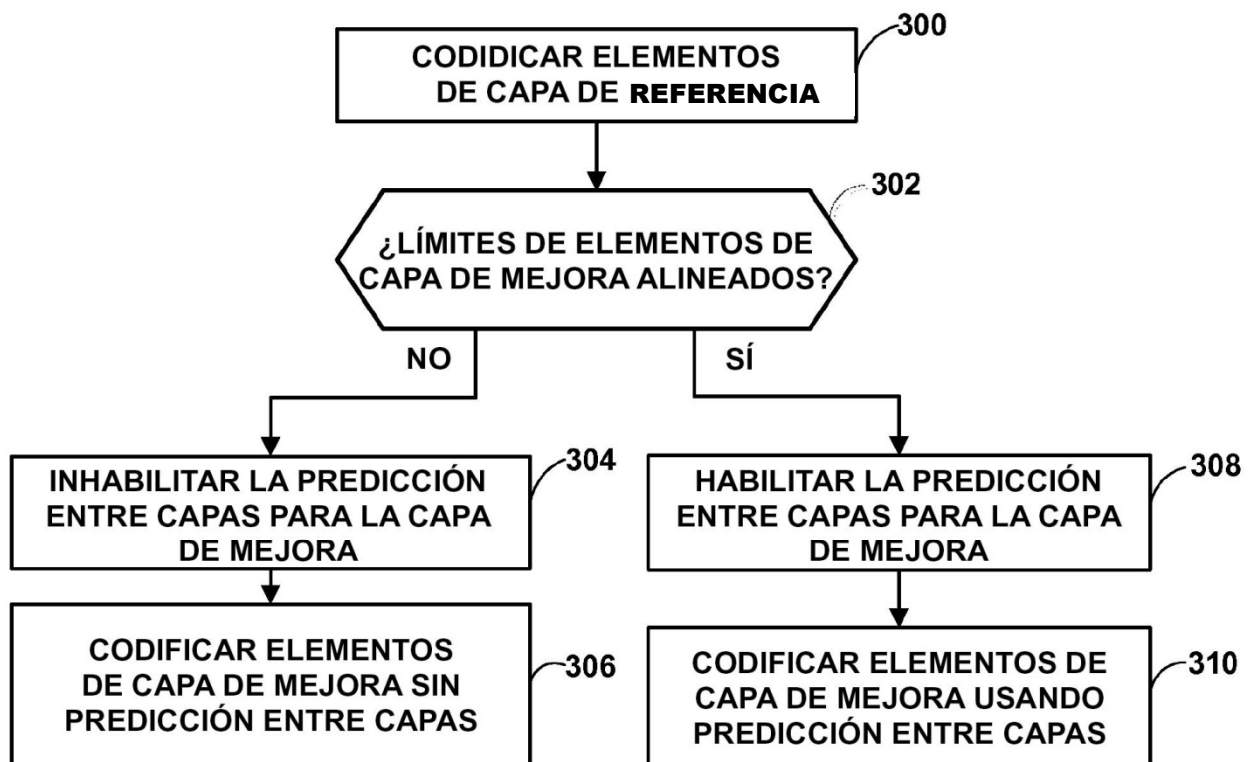 300
CODIDICAR ELEMENTOS
DE CAPA DE REFERENCIA
302
¿LÍMITES DE ELEMENTOS DE
CAPA DE MEJORA ALINEADOS?
NO
SÍ
304
INHABILITAR LA PREDICCIÓN
ENTRE CAPAS PARA LA CAPA
DE MEJORA
308
HABILITAR LA PREDICCIÓN
ENTRE CAPAS PARA LA CAPA
DE MEJORA
306
CODIFICAR ELEMENTOS
DE CAPA DE MEJORA SIN
PREDICCIÓN ENTRE CAPAS
310
CODIFICAR ELEMENTOS DE
CAPA DE MEJORA USANDO
PREDICCIÓN ENTRE CAPAS